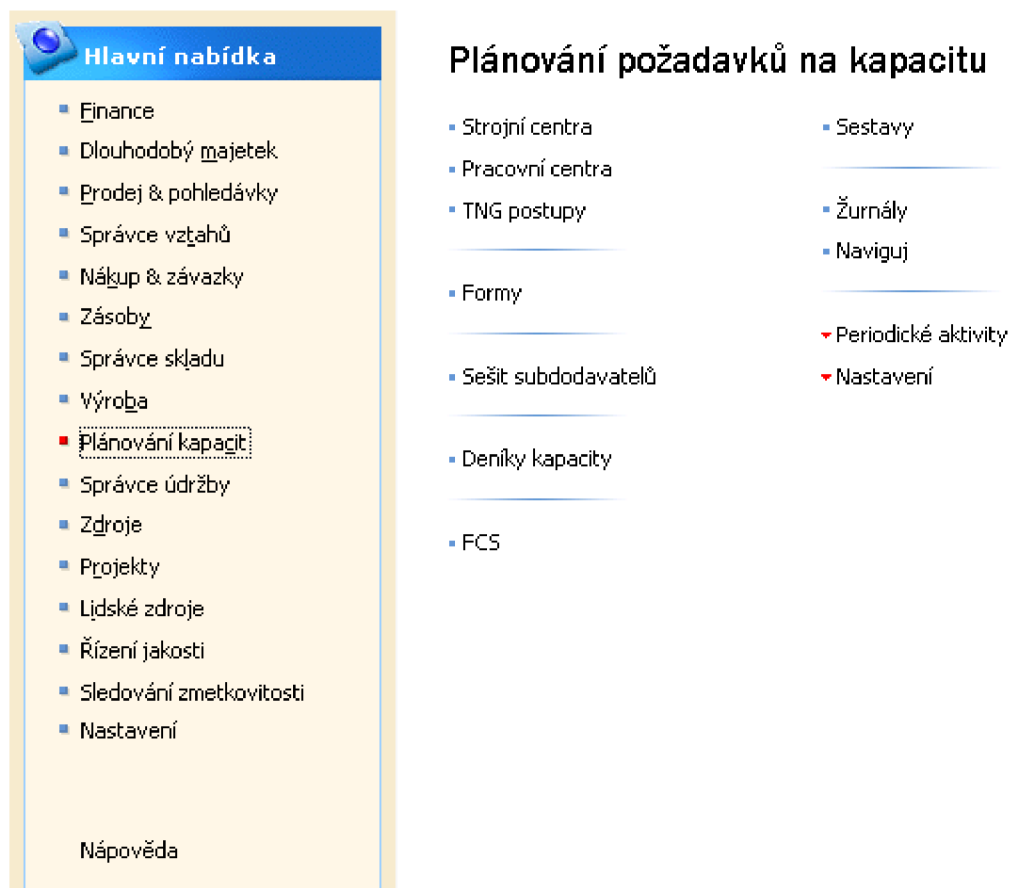 Hlavní nabídka
Finance
Dlouhodobý majetek
Prodej & pohledávky
Správce vztahů
Nákup & závazky
Zásoby
Správce skladu
Výroba
Plánování kapacit
Správce údržby
Zdroje
Projekty
Lidské zdroje
Řízení jakosti
Sledování zmetkovitosti
Nastavení
Nápověda
Plánování požadavků na kapacitu
Strojní centra
Pracovní centra
TNG postupy
Formy
Sešit subdodavatelů
Deníky kapacity
FCS
Sestavy
Žurnály
Naviguj
Periodické aktivity
Nastavení